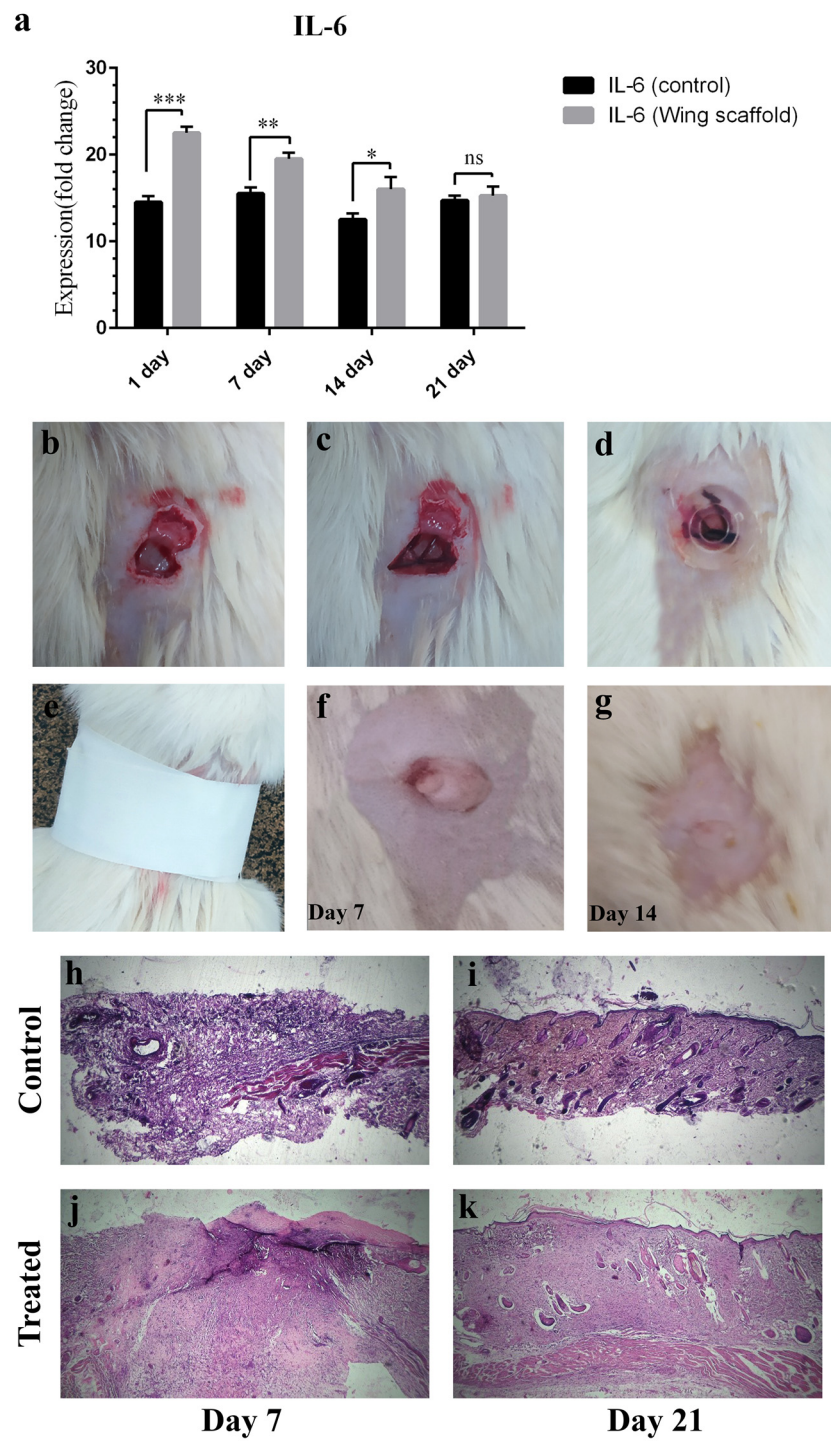 a
IL-6
Expression(fold change)
30
20
10
0
***
**
*
ns
1 day
7 day
14 day
21 day
IL-6 (control)
IL-6 (Wing scaffold)
b
c
d
e
f
Day 7
g
Day 14
Control
h
i
Treated
j
k
Day 7
Day 21